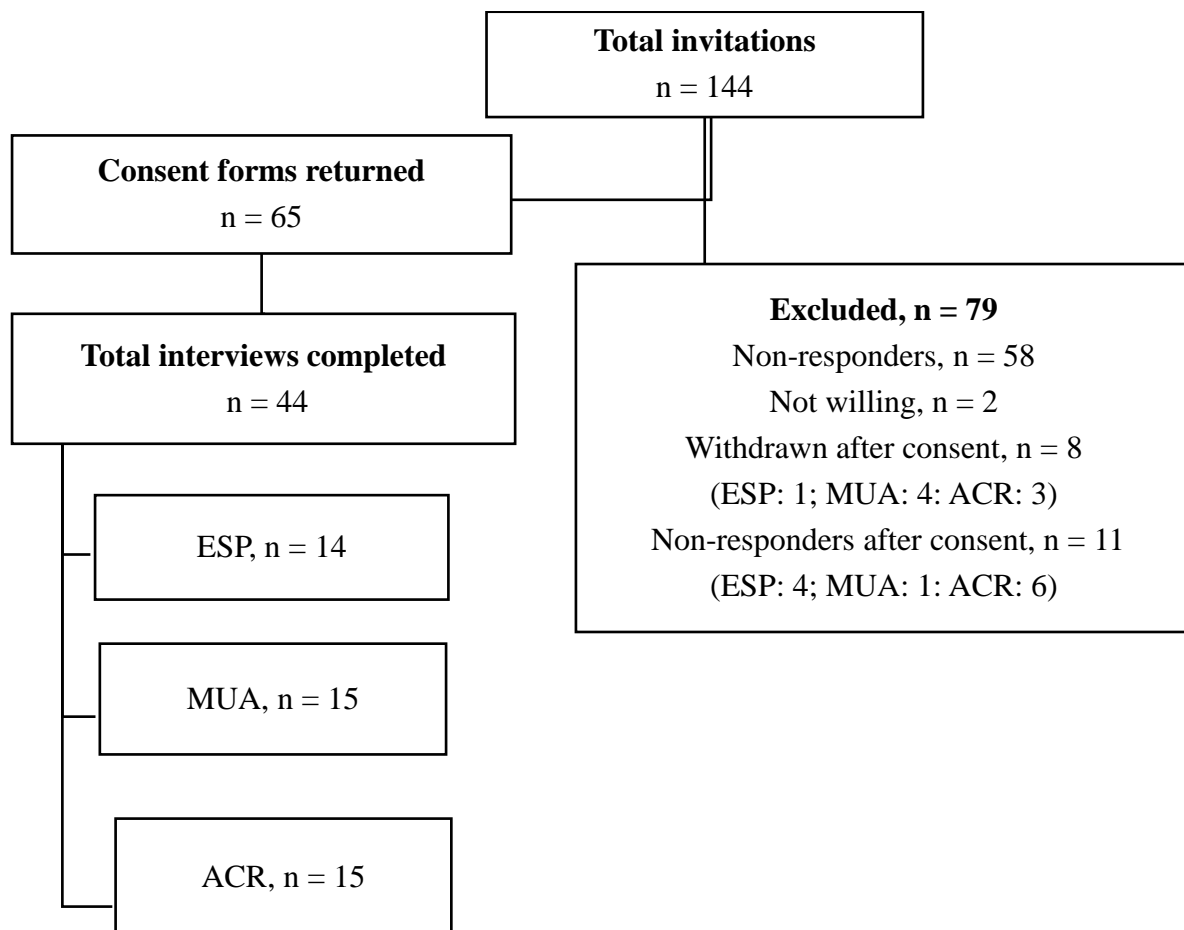 Total invitations
n = 144
Consent forms returned
n = 65
Total interviews completed
n = 44
ESP, n = 14
MUA, n = 15
ACR, n = 15
Excluded, n = 79
Non-responders, n = 58
Not willing, n = 2
Withdrawn after consent, n = 8
(ESP: 1; MUA: 4: ACR: 3)
Non-responders after consent, n = 11
(ESP: 4; MUA: 1: ACR: 6)